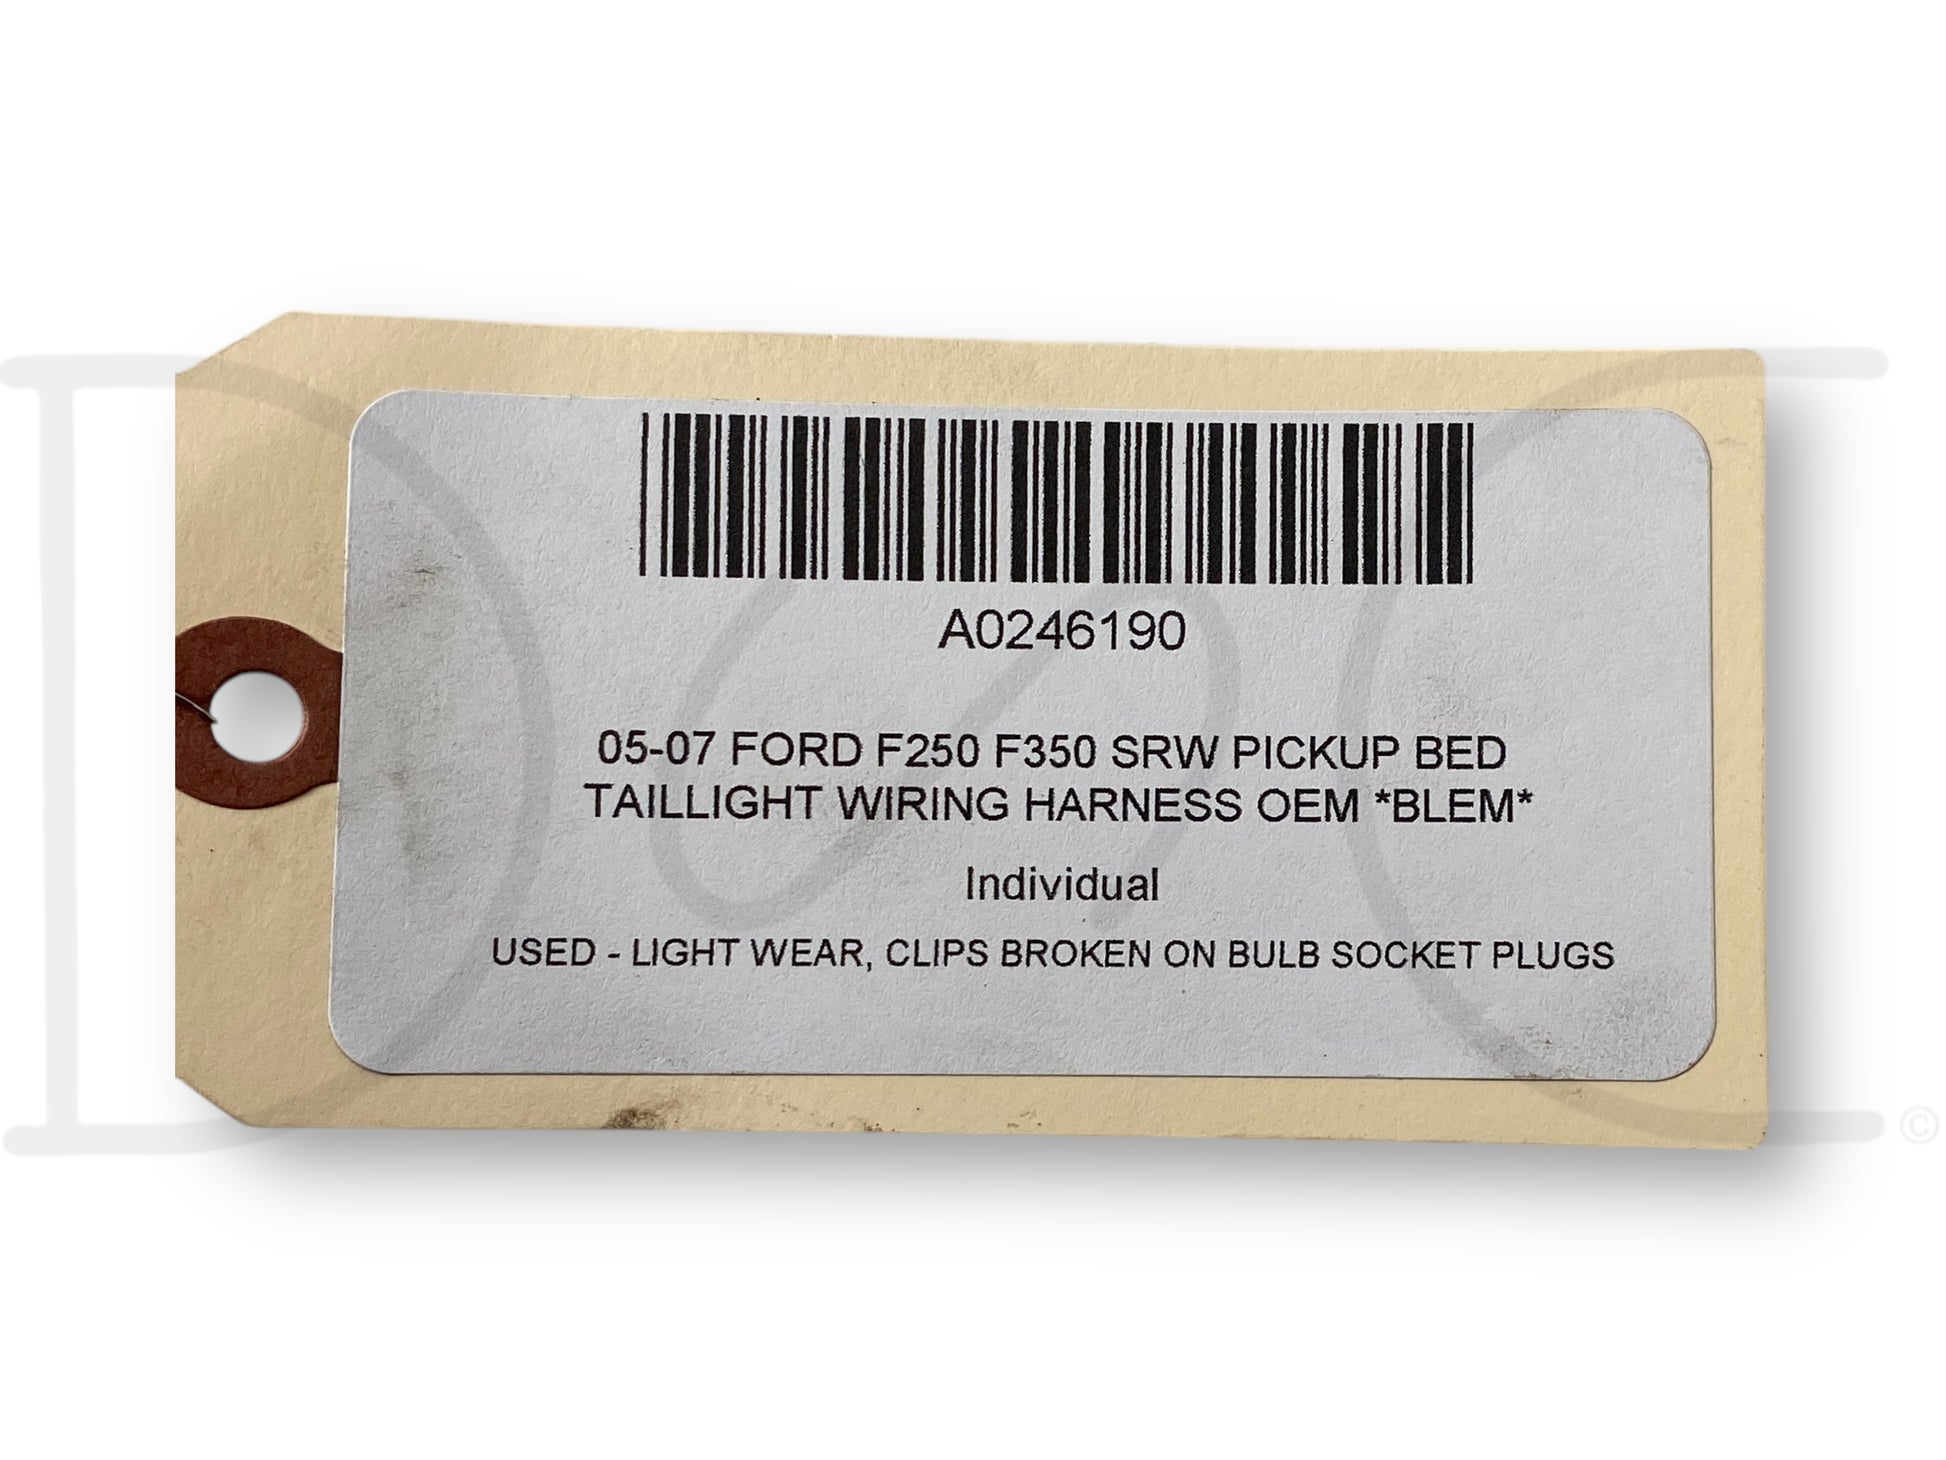 A0246190
05-07 FORD F250 F350 SRW PICKUP BED
TAILLIGHT WIRING HARNESS OEM *BLEM*
Individual
USED - LIGHT WEAR, CLIPS BROKEN ON BULB SOCKET PLUGS
©